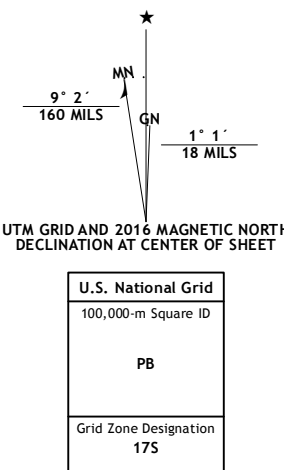 ★
MN
9° 2´
160 MILS
GN
1° 1´
18 MILS
UTM GRID AND 2016 MAGNETIC NORTH
DECLINATION AT CENTER OF SHEET
U.S. National Grid
100,000-m Square ID
PB
Grid Zone Designation
17S